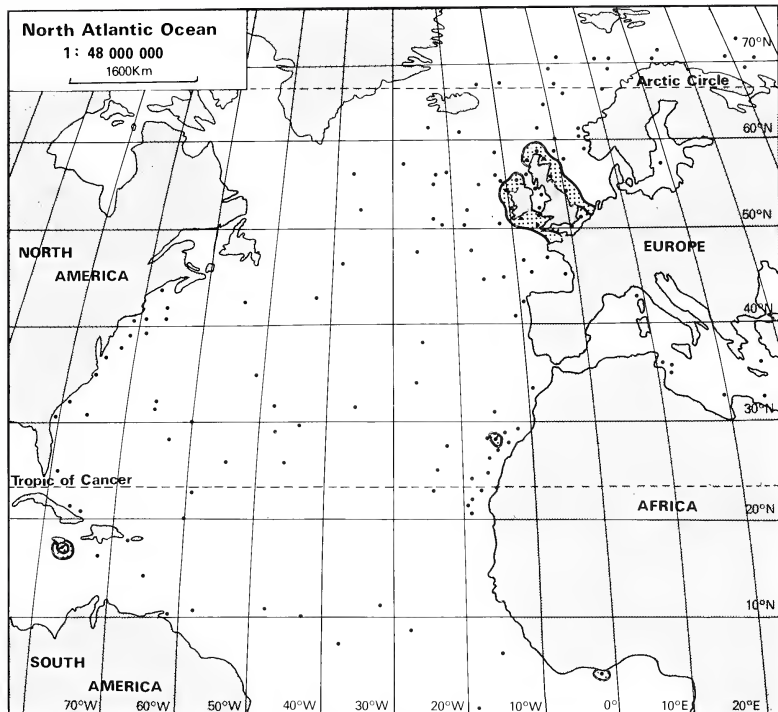 North Atlantic Ocean
1: 48 000 000
1600Km
70°N
Arctic Circle
60°N
50°N
NORTH
AMERICA
EUROPE
40°N
30°N
Tropic of Cancer
AFRICA
20°N
10°N
SOUTH
AMERICA
70°W 60°W 50°W 40°W 30°W 20°W 10°W 0° 10°E 20°E